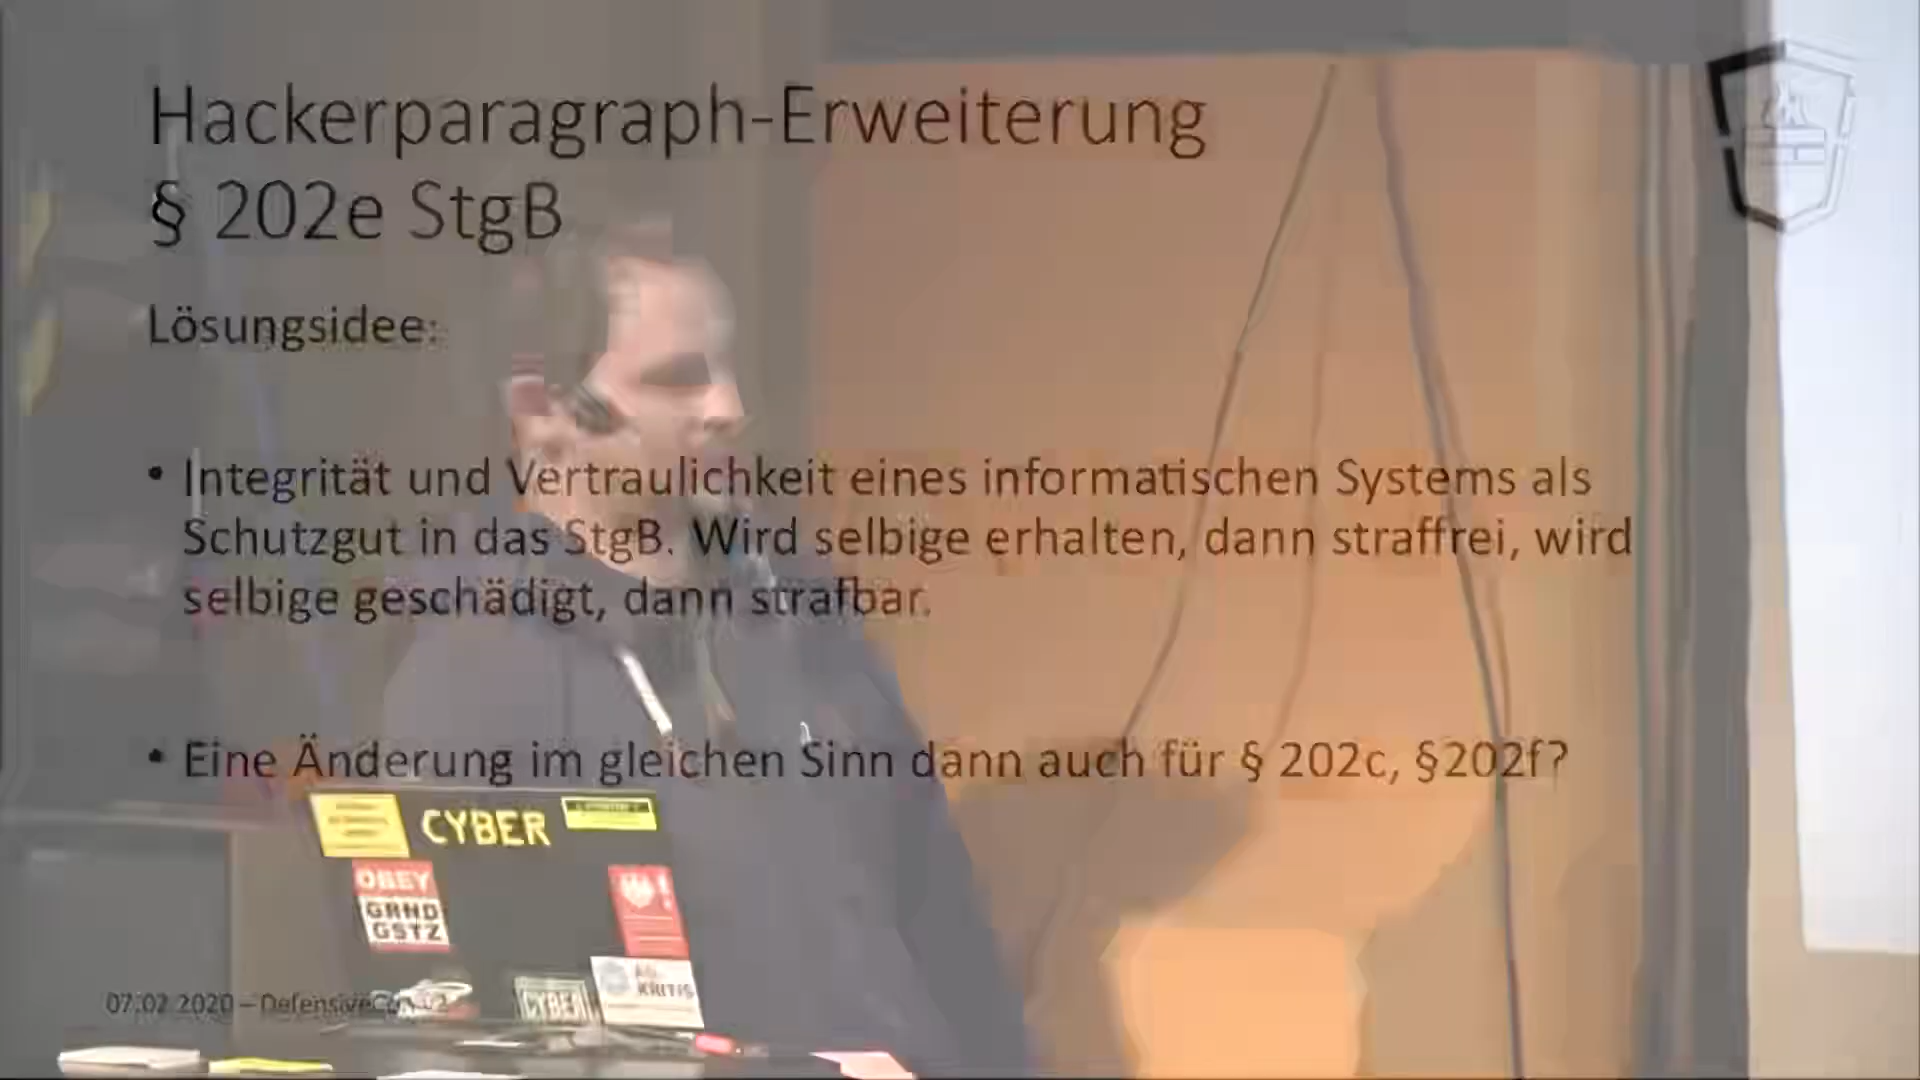 Hackerparagraph-Erweiterung
§ 202e StgB
Lösungsidee:
• Integrität und Vertraulichkeit eines informatischen Systems als
Schutzgut in das StgB. Wird selbige erhalten, dann straffrei, wird
selbige geschädigt, dann strafbar.
• Eine Änderung im gleichen Sinn dann auch für § 202c, §202f?
CYBER
OBEY
GRND
GSTZ
AG
KRITIS
CYBER
07.02.2020 – DefensiveCon v2